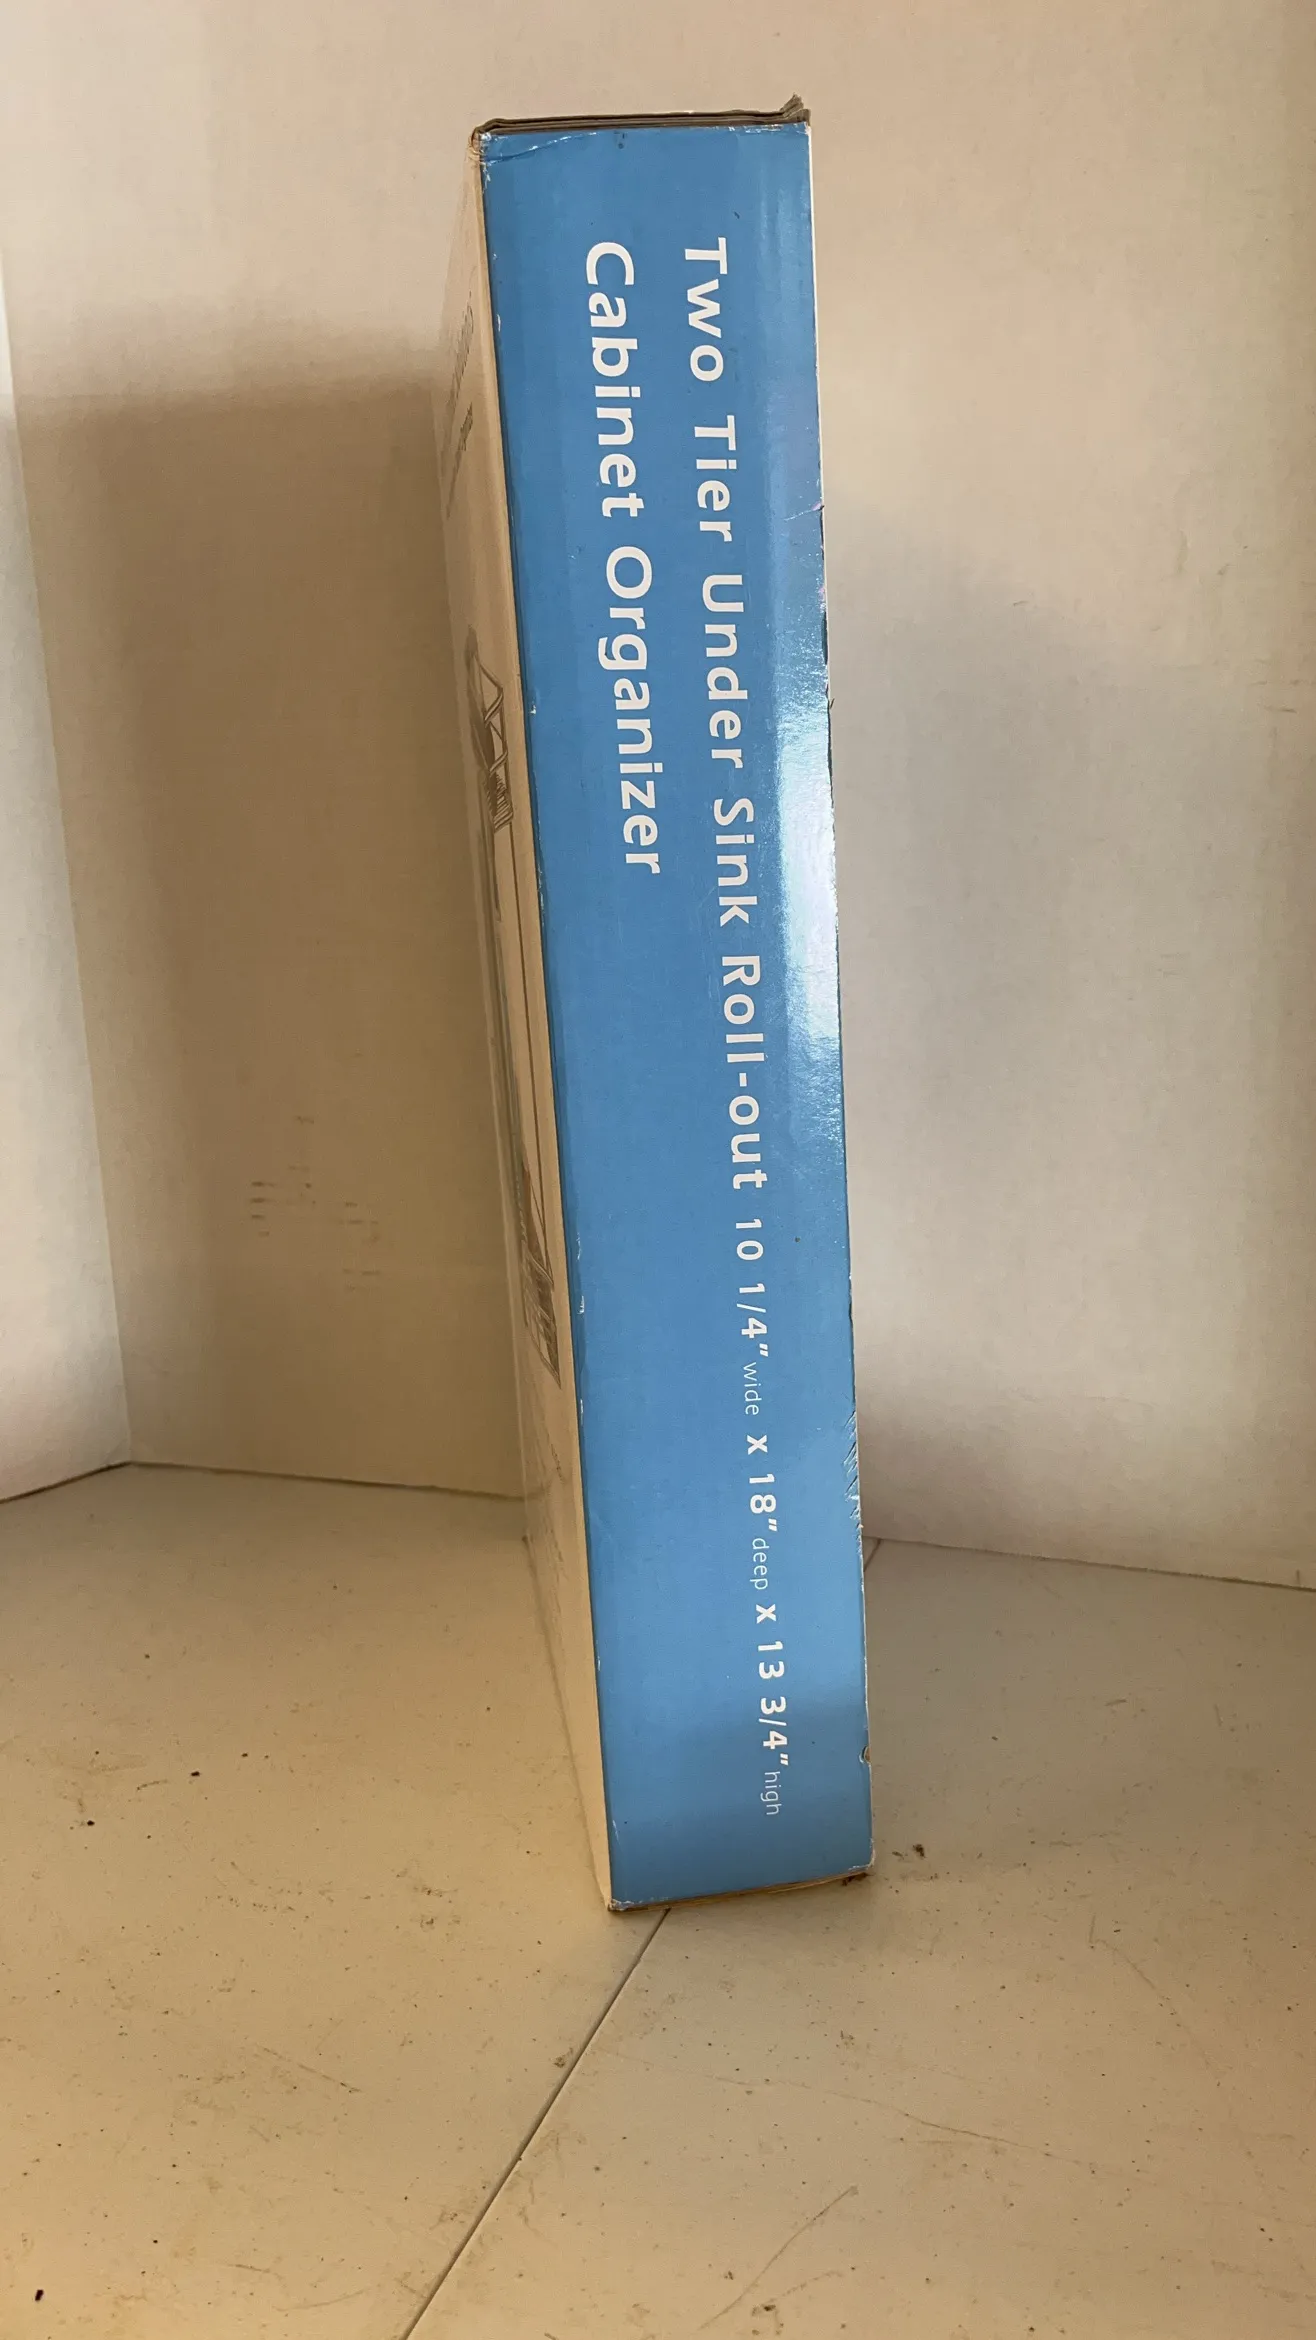 Two Tier Under Sink Roll-out 10 1/4" wide x 18" deep x 13 3/4" high
Cabinet Organizer